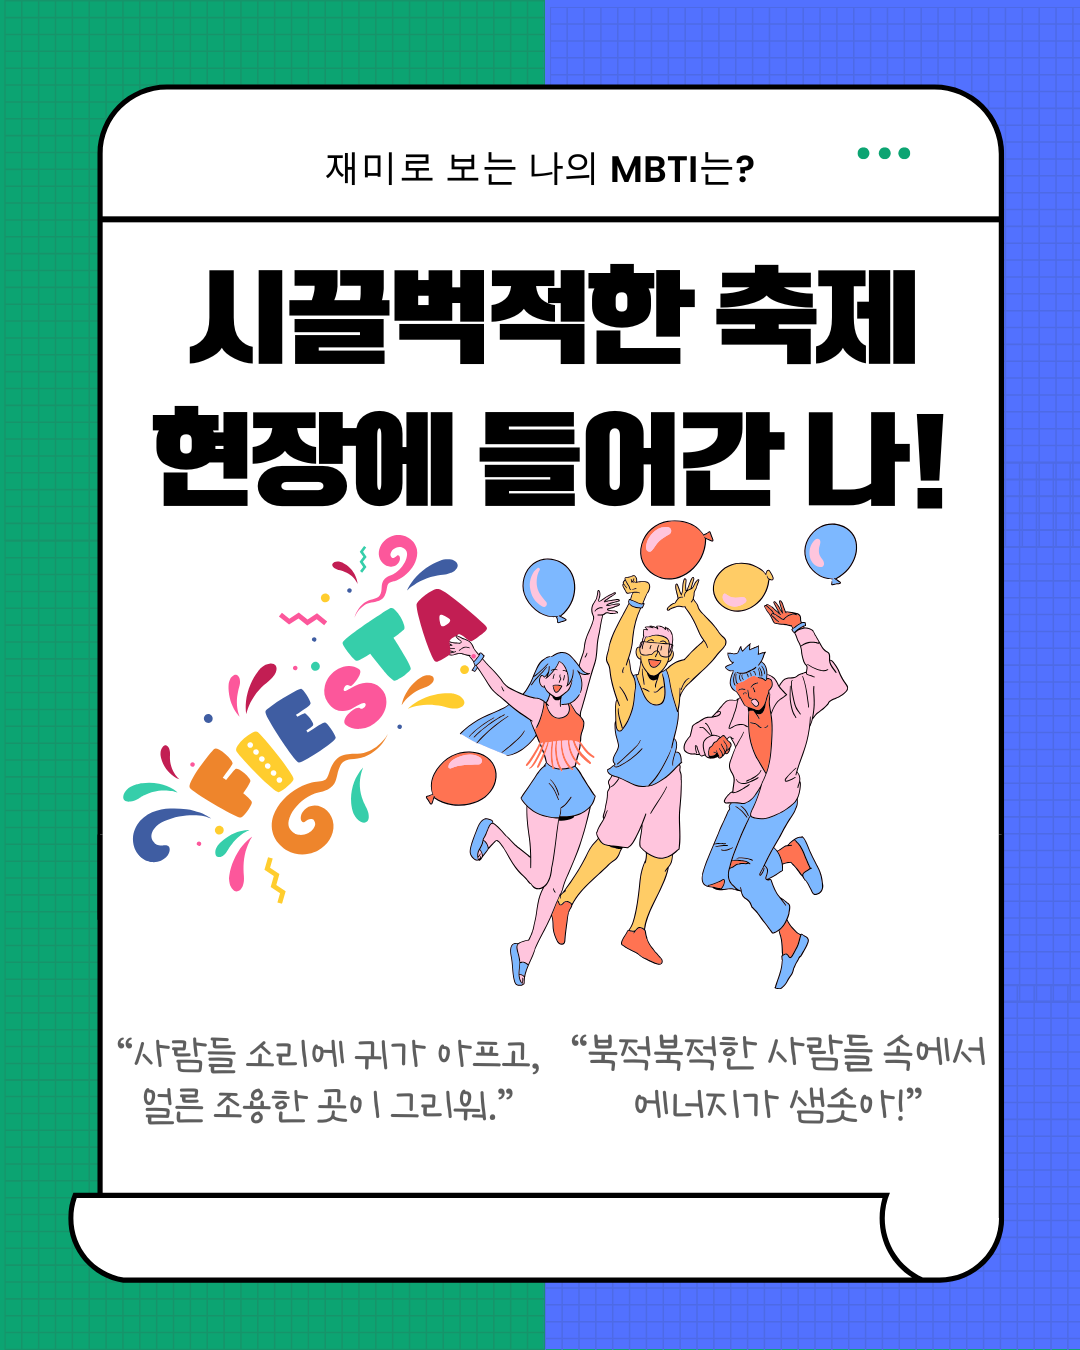 재미로 보는 나의 MBTI는?
시끌벅적한 축제
현장에 들어간 나!
FIESTA
“사람들 소리에 귀가 아프고,
얼른 조용한 곳이 그리워.”
“북적북적한 사람들 속에서
에너지가 샘솟아!”